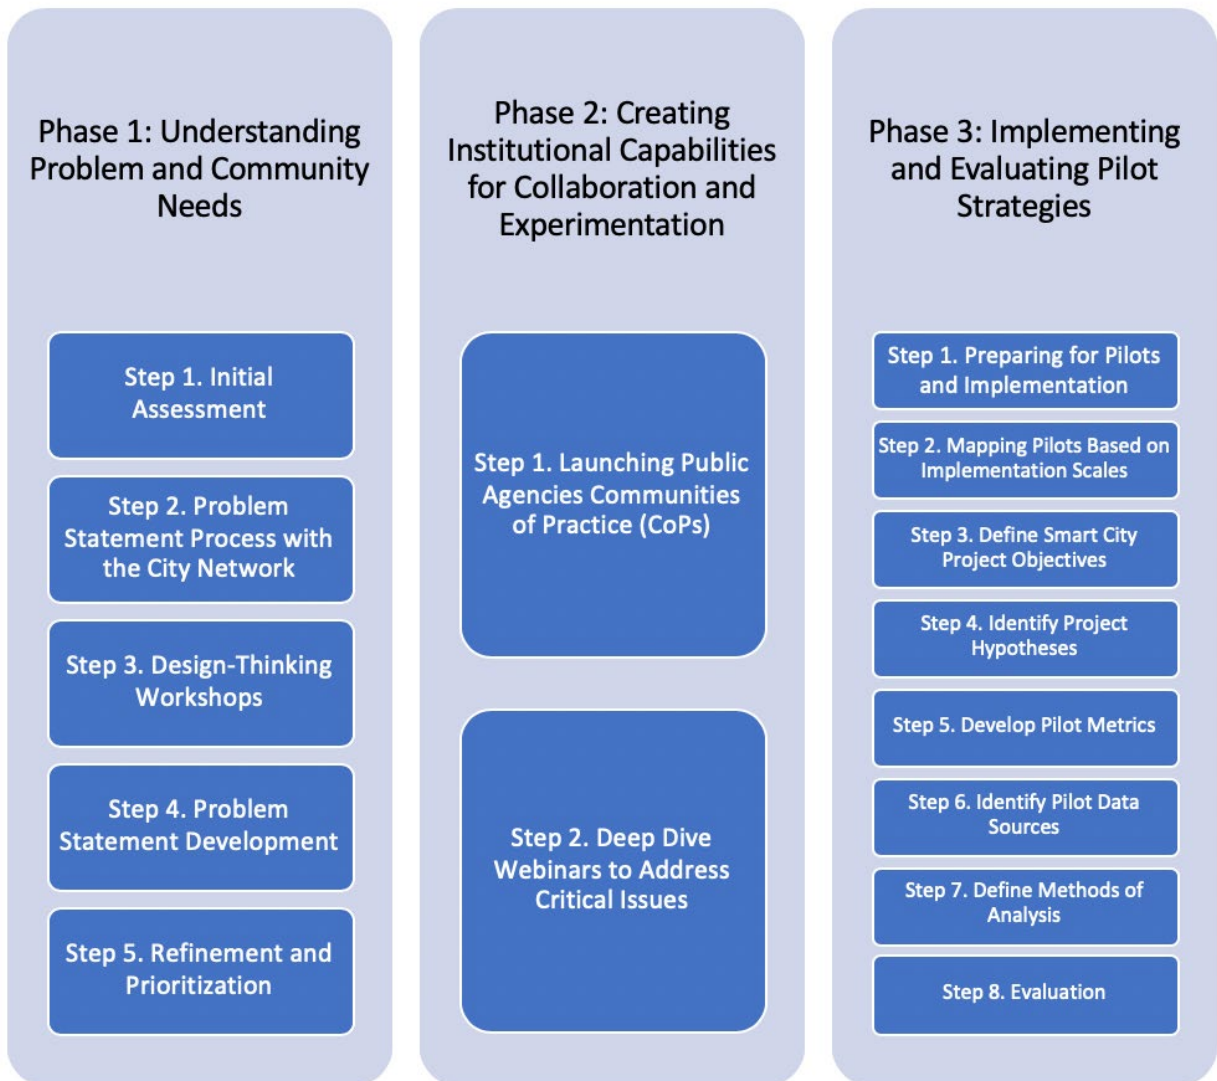 Phase 1: Understanding
Problem and Community
Needs
Step 1. Initial
Assessment
Step 2. Problem
Statement Process with
the City Network
Step 3. Design-Thinking
Workshops
Step 4. Problem
Statement Development
Step 5. Refinement and
Prioritization
Phase 2: Creating
Institutional Capabilities
for Collaboration and
Experimentation
Step 1. Launching Public
Agencies Communities
of Practice (CoPs)
Step 2. Deep Dive
Webinars to Address
Critical Issues
Phase 3: Implementing
and Evaluating Pilot
Strategies
Step 1. Preparing for Pilots
and Implementation
Step 2. Mapping Pilots Based on
Implementation Scales
Step 3. Define Smart City
Project Objectives
Step 4. Identify Project
Hypotheses
Step 5. Develop Pilot Metrics
Step 6. Identify Pilot Data
Sources
Step 7. Define Methods of
Analysis
Step 8. Evaluation